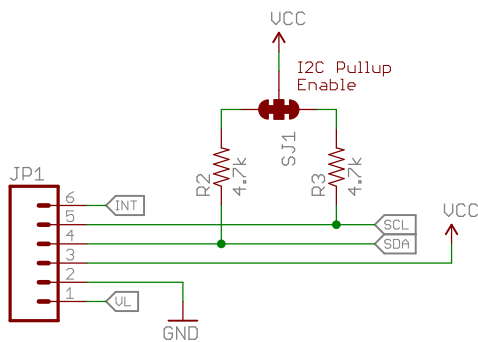 VCC
I2C Pullup
Enable
SJ1
R2
4.7k
R3
4.7k
JP1
6
INT
5
SCL
4
SDA
3
VCC
2
1
VL
GND